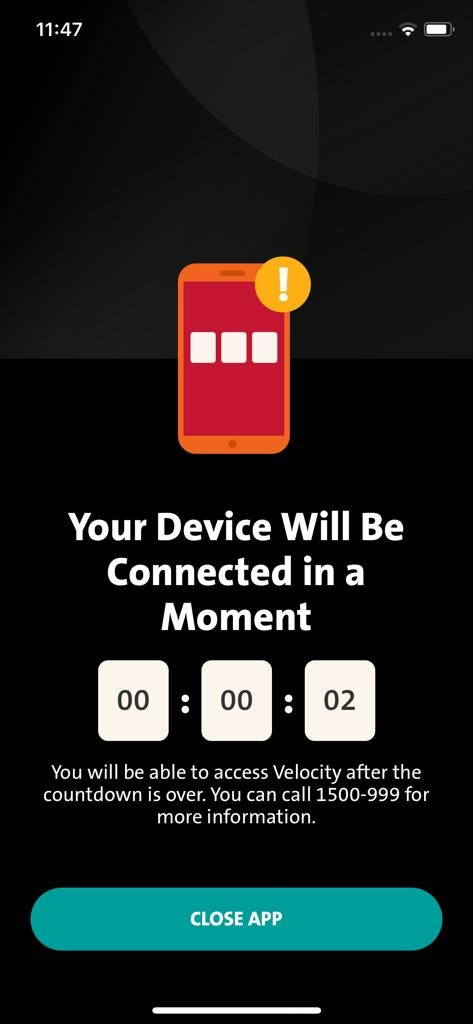 11:47
!
Your Device Will Be
Connected in a
Moment
00 : 00 : 02
You will be able to access Velocity after the
countdown is over. You can call 1500-999 for
more information.
CLOSE APP